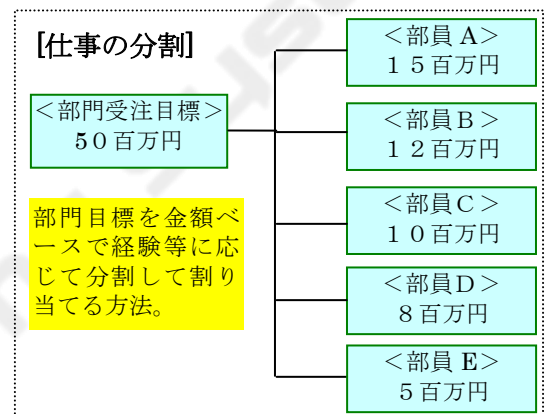 [仕事の分割]
＜部門受注目標＞
50百万円
部門目標を金額ベ
ースで経験等に応
じて分割して割り
当てる方法。
＜部員 A＞
１５百万円
＜部員Ｂ＞
１２百万円
＜部員Ｃ＞
１０百万円
＜部員Ｄ＞
８百万円
＜部員 E＞
５百万円